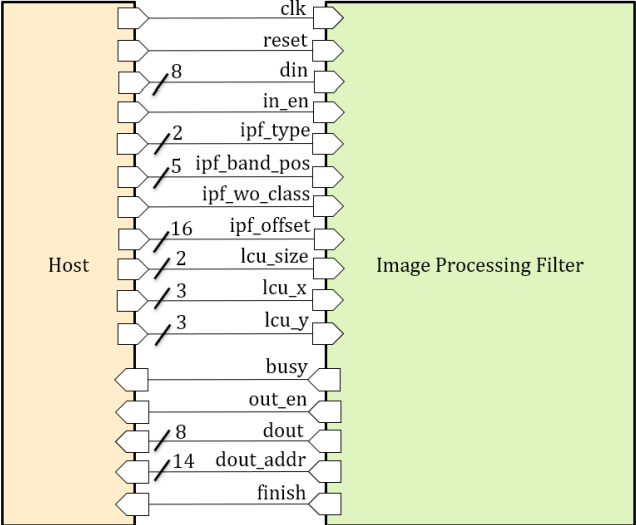 clk
reset
8 din
in_en
2 ipf_type
5 ipf_band_pos
ipf_wo_class
16 ipf_offset
Host
2 lcu_size
Image Processing Filter
3 lcu_x
3 lcu_y
busy
out_en
8 dout
14 dout_addr
finish